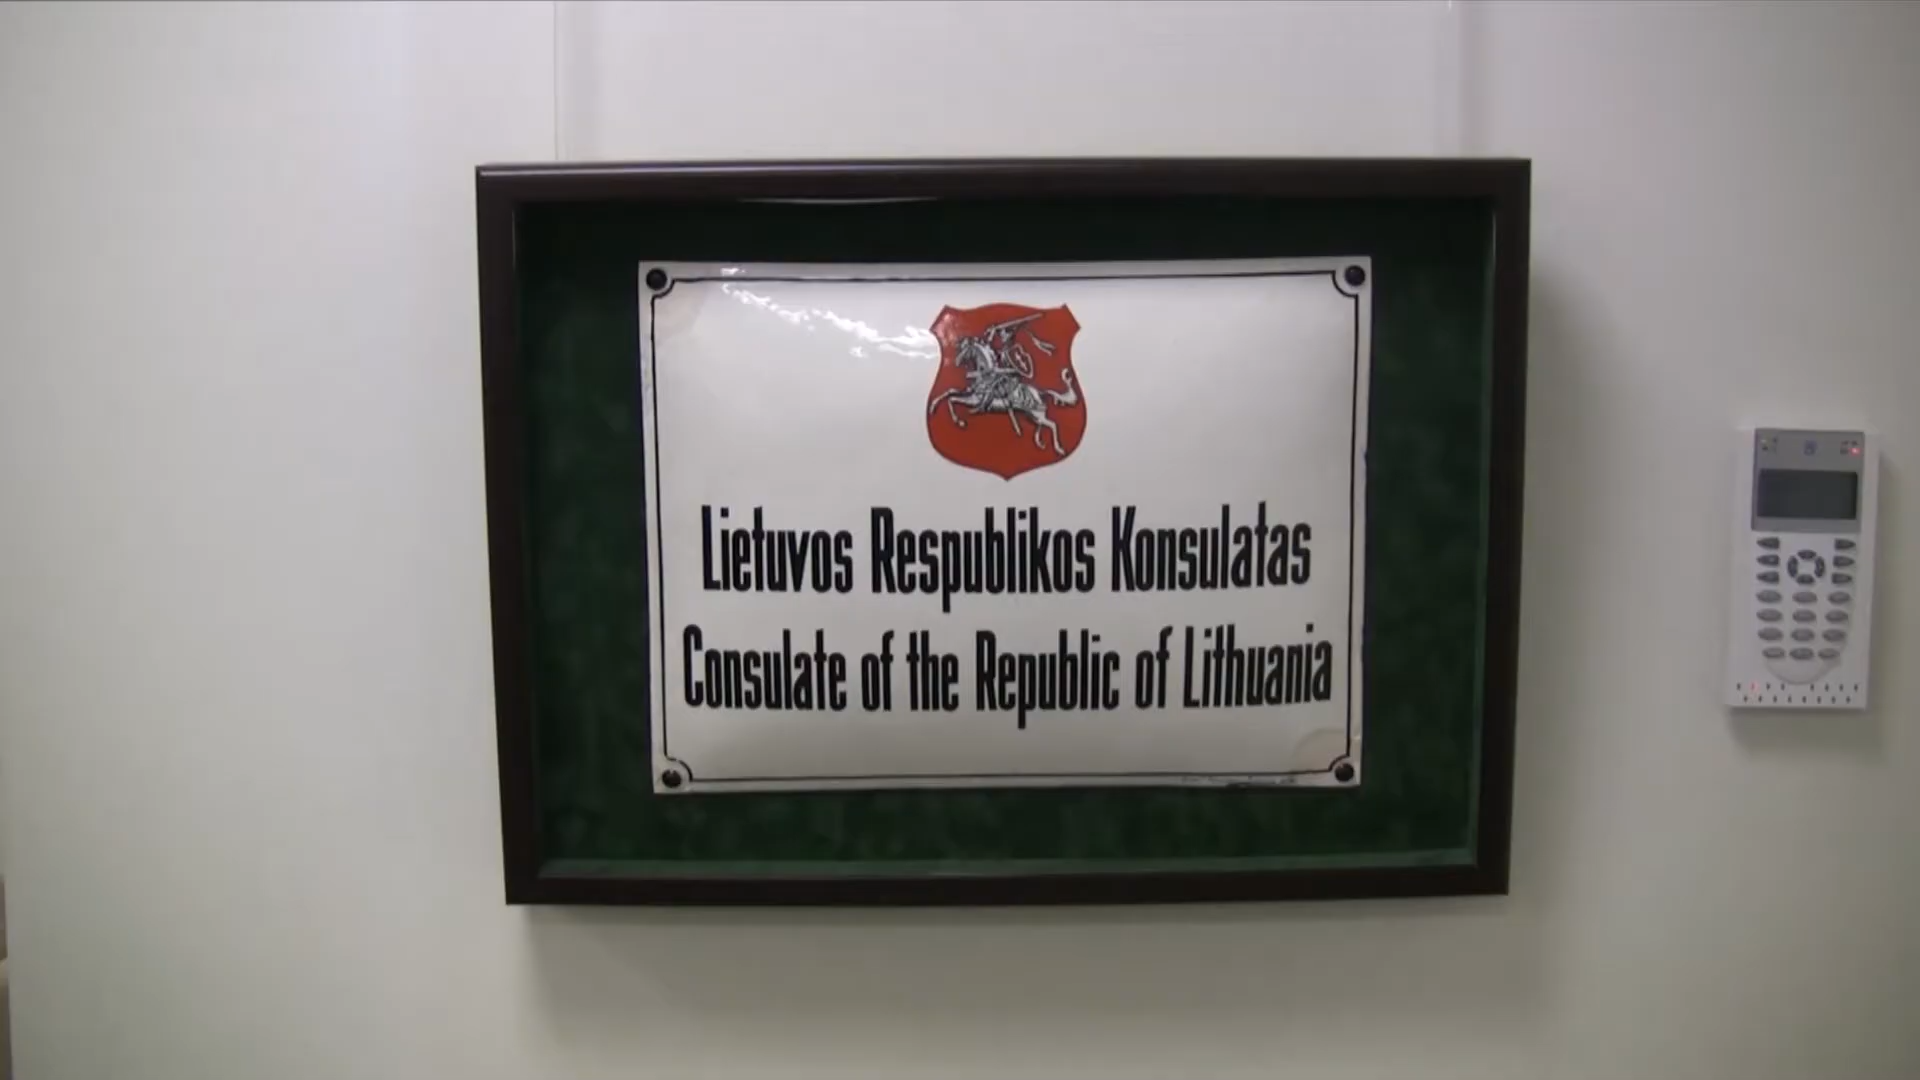 Lietuvos Respublikos Konsulatas
Consulate of the Republic of Lithuania